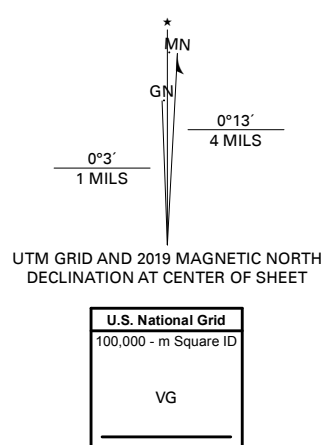 ★
MN
GN
0°13´
4 MILS
0°3´
1 MILS
UTM GRID AND 2019 MAGNETIC NORTH
DECLINATION AT CENTER OF SHEET
U.S. National Grid
100,000 - m Square ID
VG